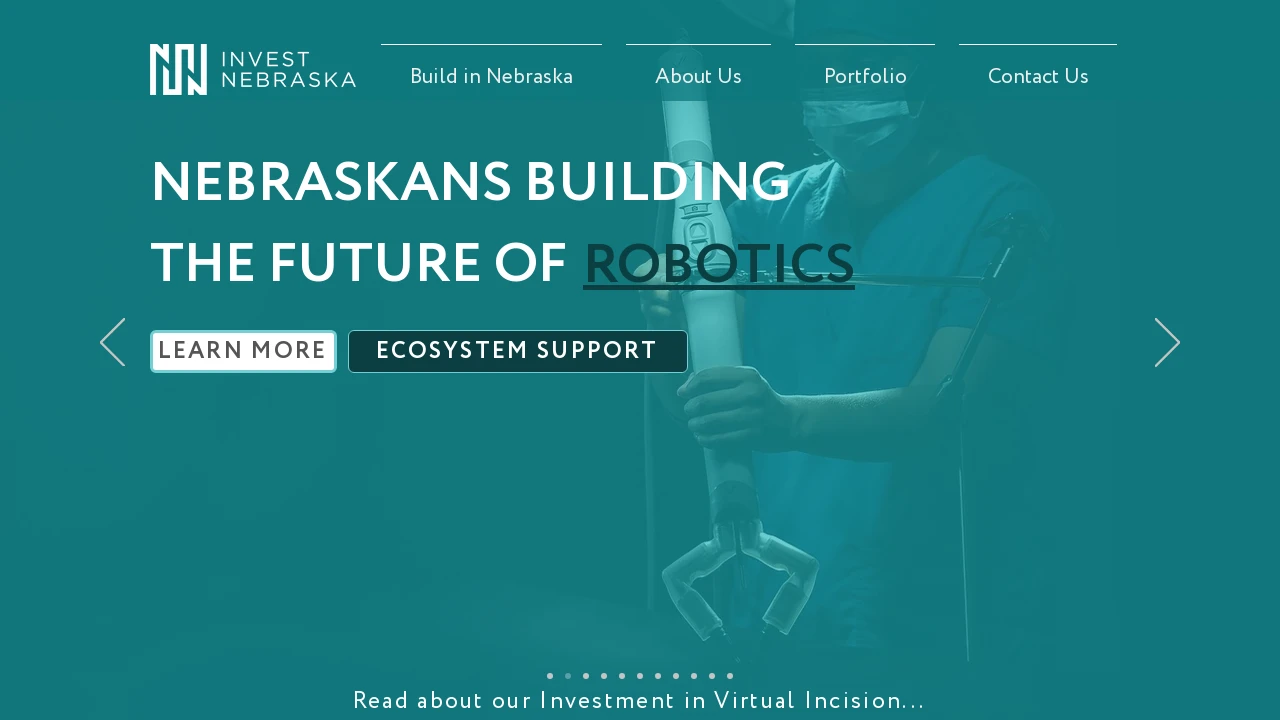 INVEST
NEBRASKA
Build in Nebraska
About Us
Portfolio
Contact Us
NEBRASKANS BUILDING
THE FUTURE OF ROBOTICS
LEARN MORE
ECOSYSTEM SUPPORT
Read about our Investment in Virtual Incision...